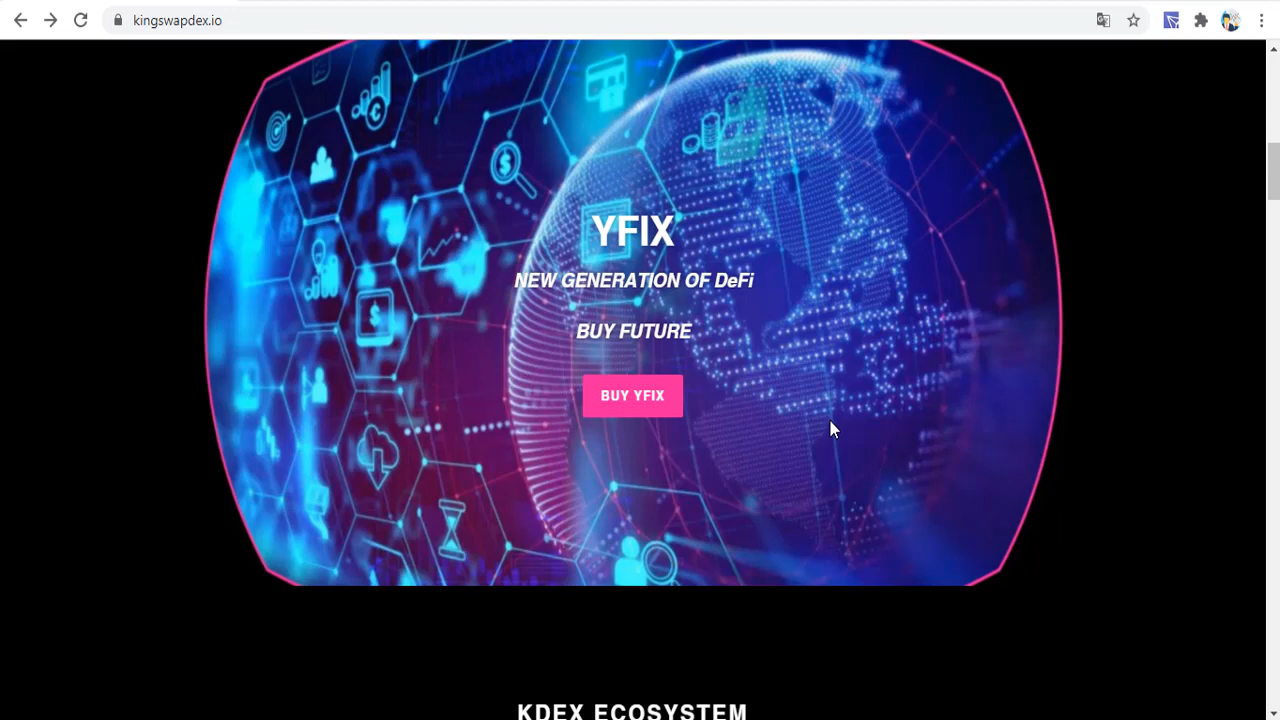 kingswapdex.io
YFIX
NEW GENERATION OF DeFi
BUY FUTURE
BUY YFIX
KDEX ECOSYSTEM